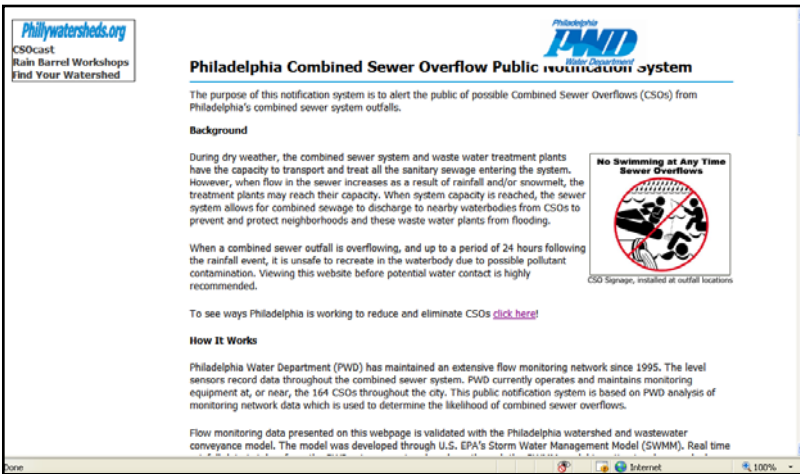 Phillywatersheds.org
CSOcast
Rain Barrel Workshops
Find Your Watershed
Philadelphia
PWD
Water Department
Philadelphia Combined Sewer Overflow Public Notification System
The purpose of this notification system is to alert the public of possible Combined Sewer Overflows (CSOs) from
Philadelphia's combined sewer system outfalls.
Background
During dry weather, the combined sewer system and waste water treatment plants
have the capacity to transport and treat all the sanitary sewage entering the system.
However, when flow in the sewer increases as a result of rainfall and/or snowmelt, the
treatment plants may reach their capacity. When system capacity is reached, the sewer
system allows for combined sewage to discharge to nearby waterbodies from CSOs to
prevent and protect neighborhoods and these waste water plants from flooding.
No Swimming at Any Time
Sewer Overflows
CSO Signage, installed at outfall locations
When a combined sewer outfall is overflowing, and up to a period of 24 hours following
the rainfall event, it is unsafe to recreate in the waterbody due to possible pollutant
contamination. Viewing this website before potential water contact is highly
recommended.
To see ways Philadelphia is working to reduce and eliminate CSOs click here!
How It Works
Philadelphia Water Department (PWD) has maintained an extensive flow monitoring network since 1995. The level
sensors record data throughout the combined sewer system. PWD currently operates and maintains monitoring
equipment at, or near, the 164 CSOs throughout the city. This public notification system is based on PWD analysis of
monitoring network data which is used to determine the likelihood of combined sewer overflows.
Flow monitoring data presented on this webpage is validated with the Philadelphia watershed and wastewater
conveyance model. The model was developed through U.S. EPA's Storm Water Management Model (SWMM). Real time
Done
Internet
100%